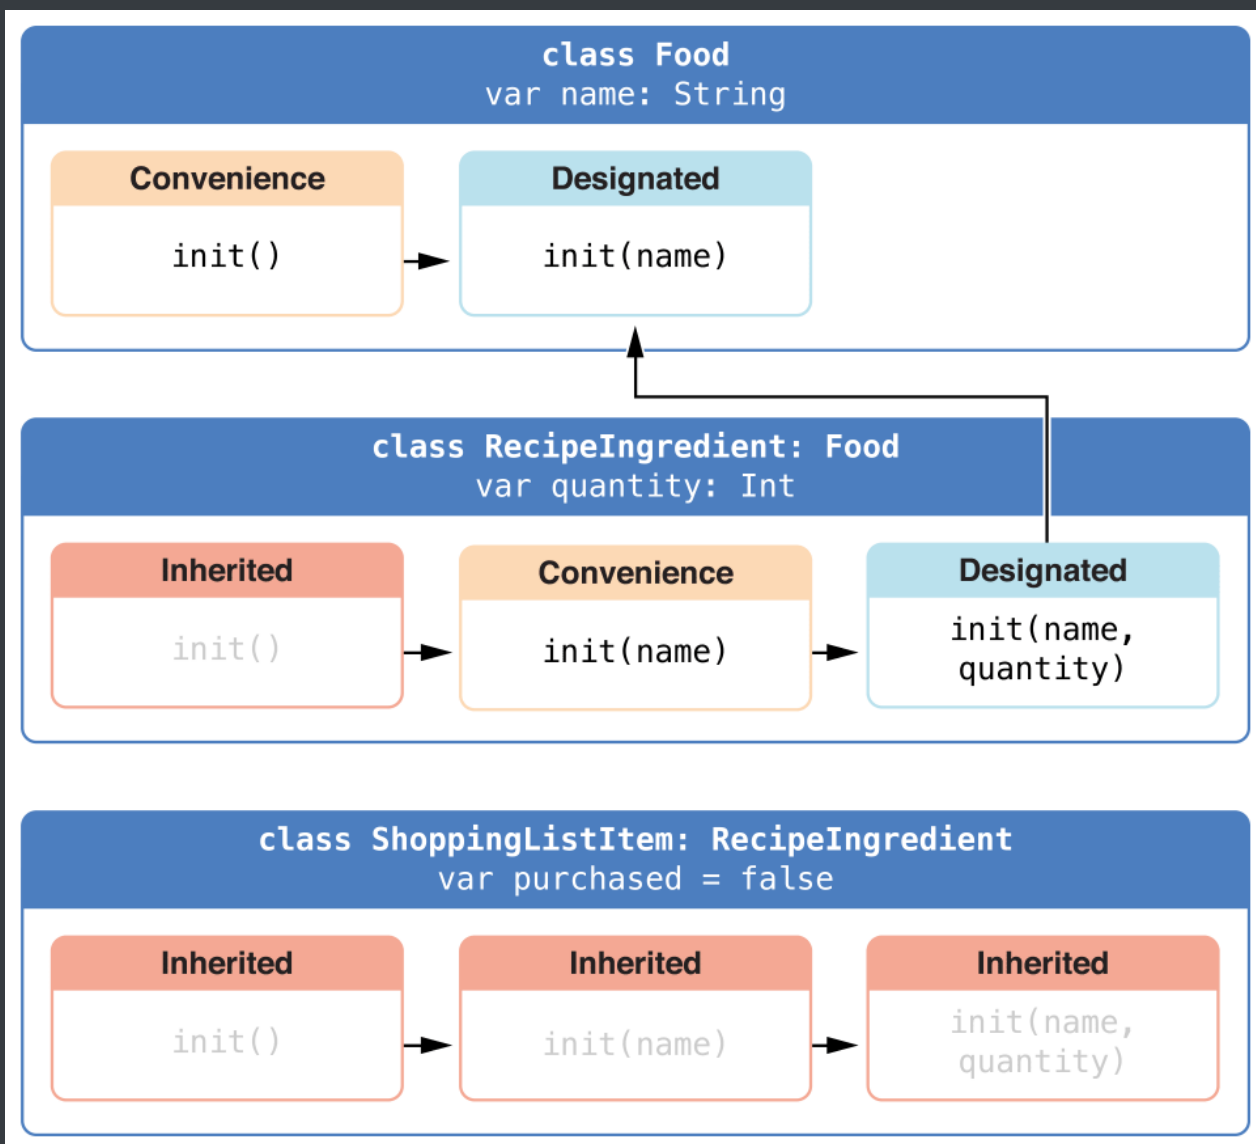 class Food
var name: String
Convenience
Designated
init()
init(name)
class RecipeIngredient: Food
var quantity: Int
Inherited
Convenience
Designated
init()
init(name)
init(name,
quantity)
class ShoppingListItem: RecipeIngredient
var purchased = false
Inherited
Inherited
Inherited
init()
init(name)
init(name,
quantity)